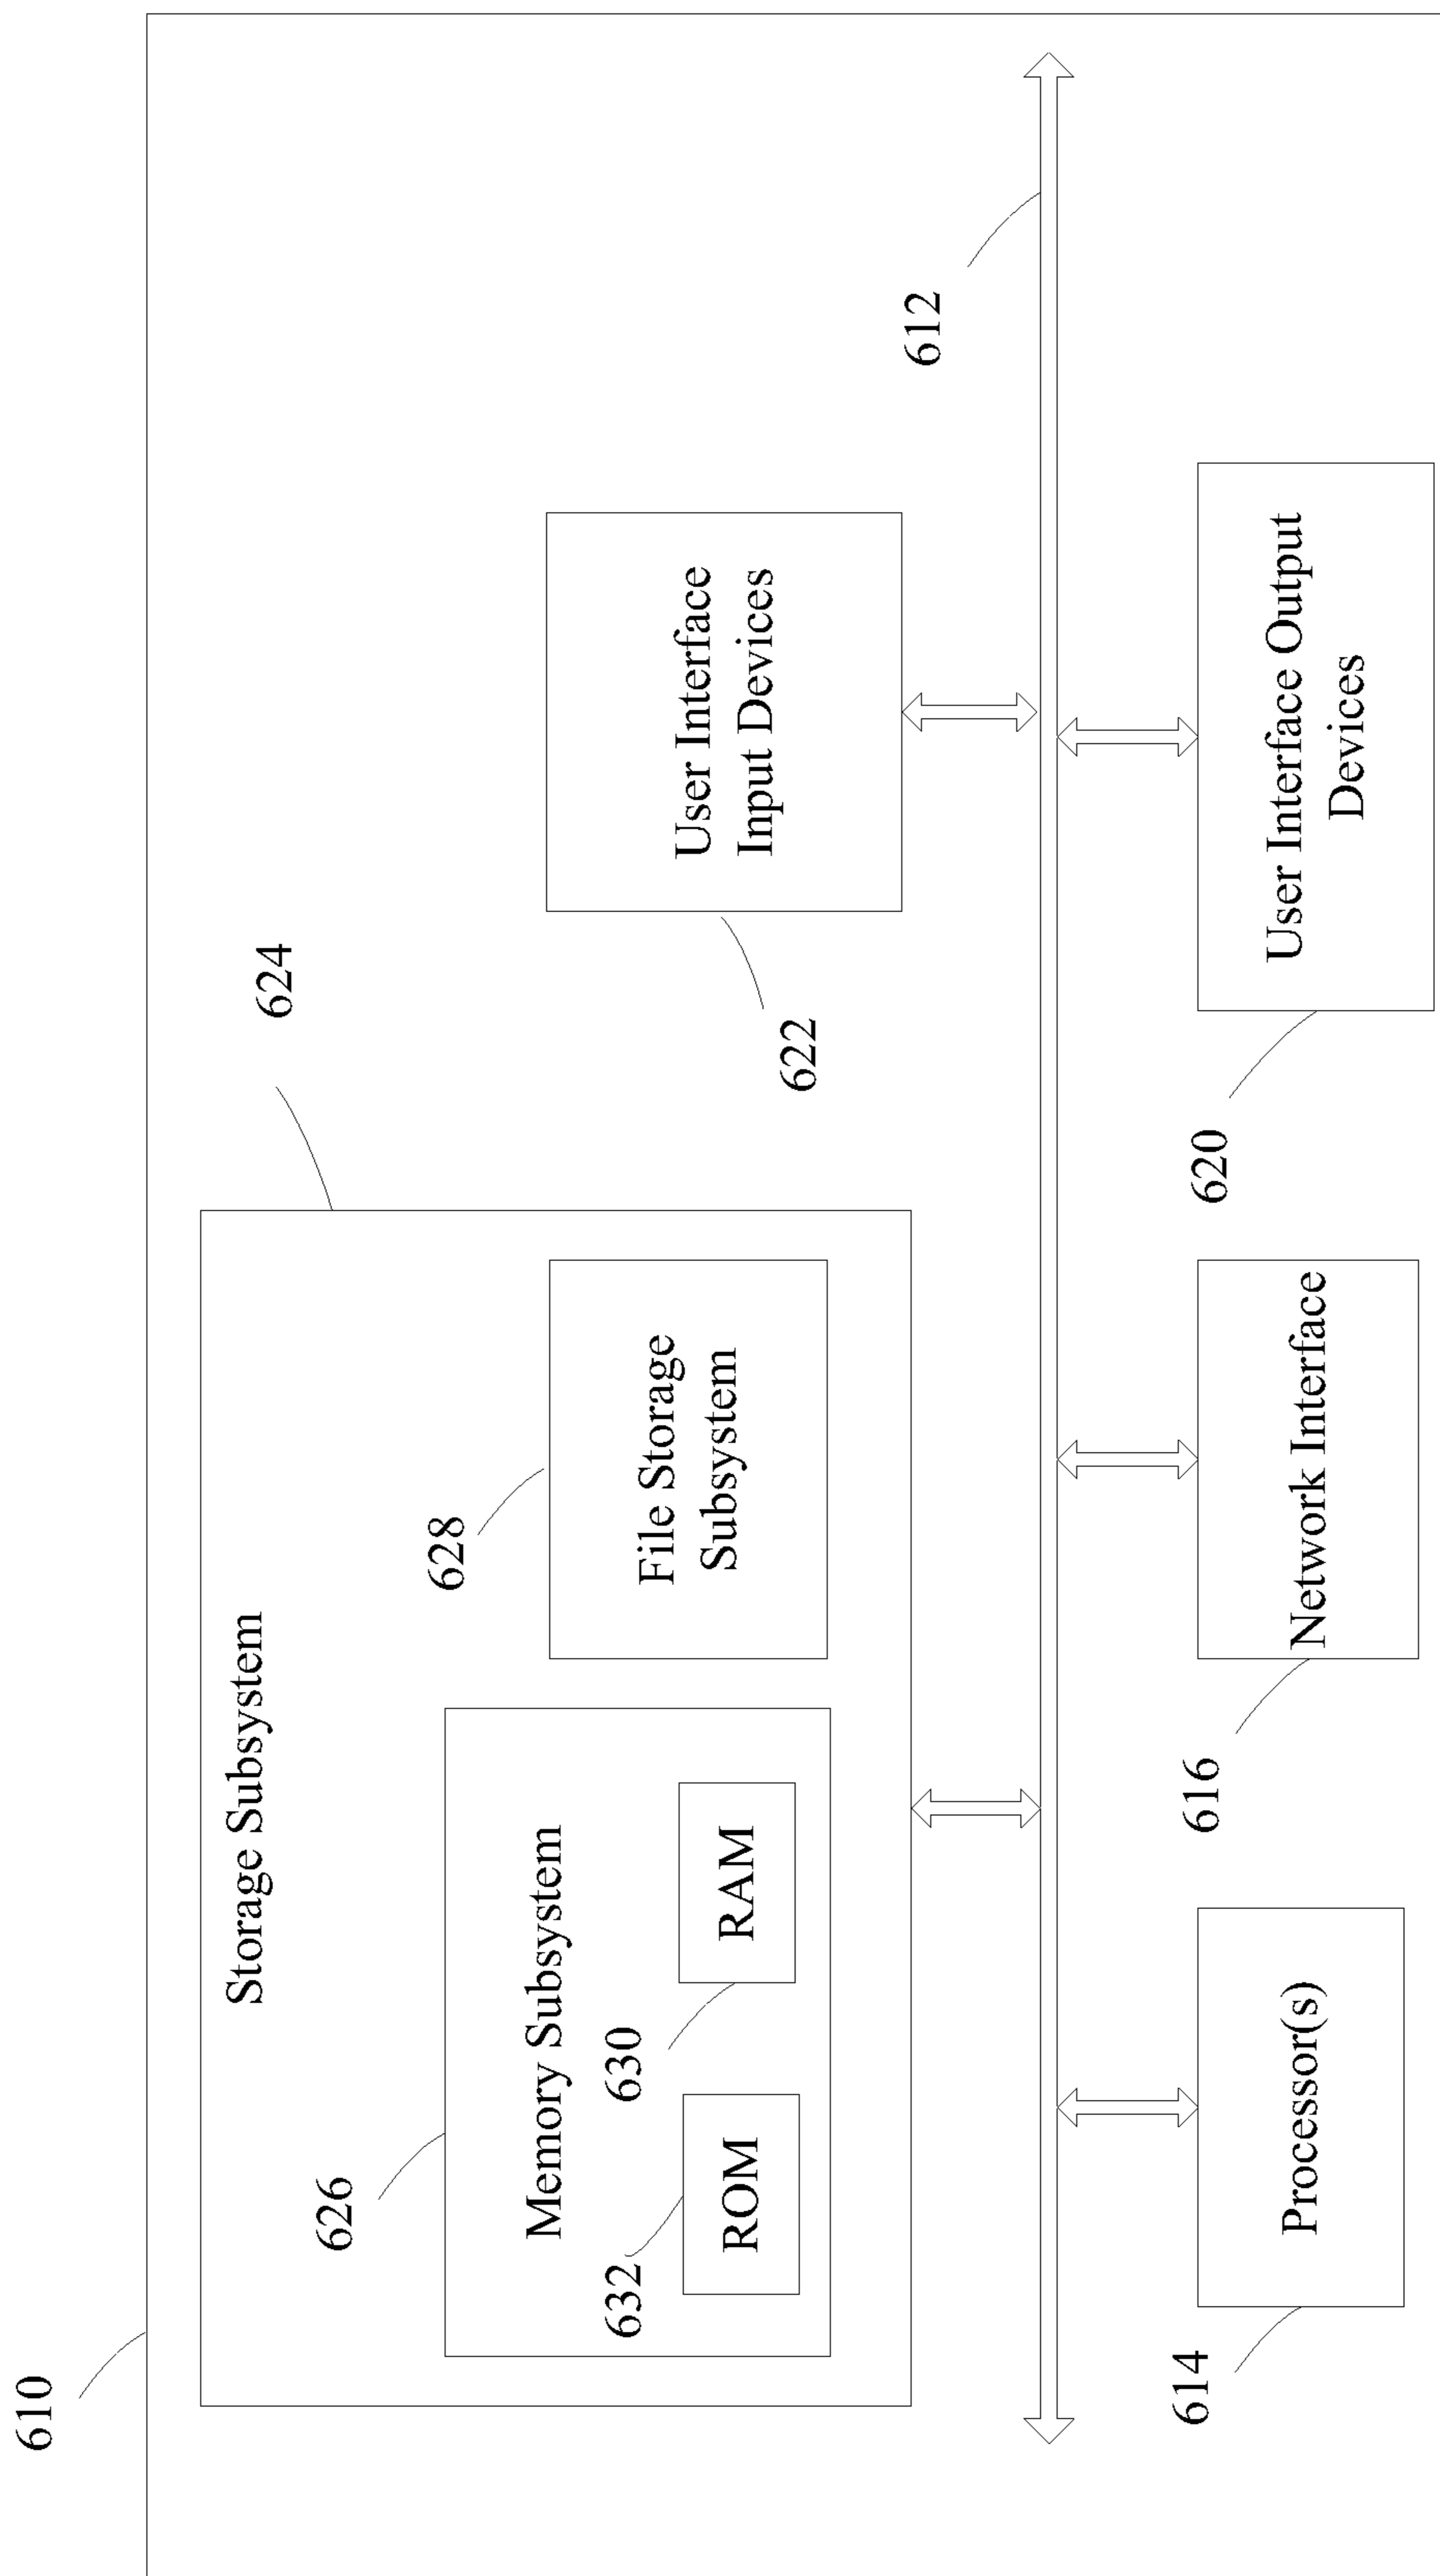 610
Storage Subsystem
624
626
Memory Subsystem
628
File Storage
Subsystem
632
ROM
630
RAM
622
User Interface
Input Devices
612
614
Processor(s)
616
Network Interface
620
User Interface Output
Devices